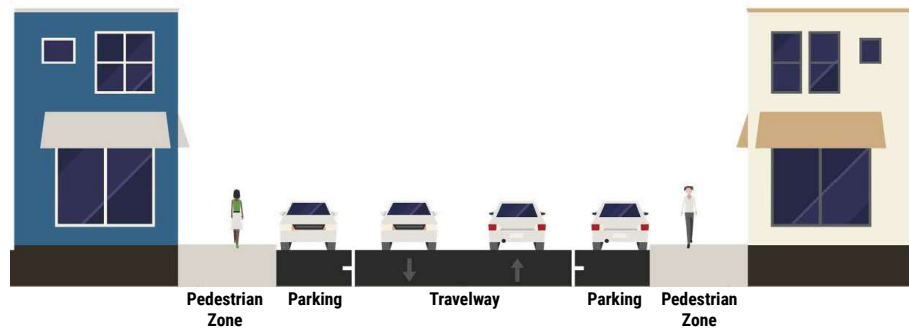 Pedestrian Zone
Parking
Travelway
Parking
Pedestrian Zone